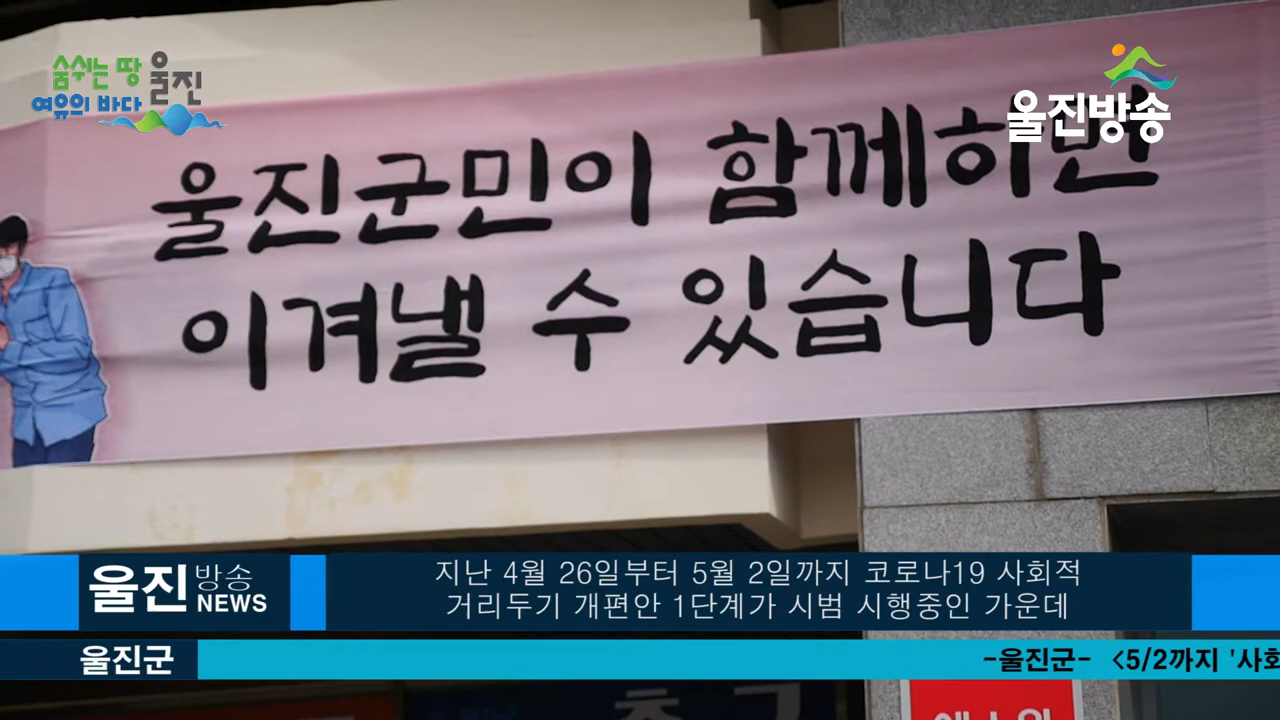 숨쉬는 땅
여유의 바다
울진
울진방송
울진군민이 함께하면
이겨낼 수 있습니다
울진 방송
NEWS
지난 4월 26일부터 5월 2일까지 코로나19 사회적
거리두기 개편안 1단계가 시범 시행중인 가운데
울진군
-울진군- <5/2까지 '사회